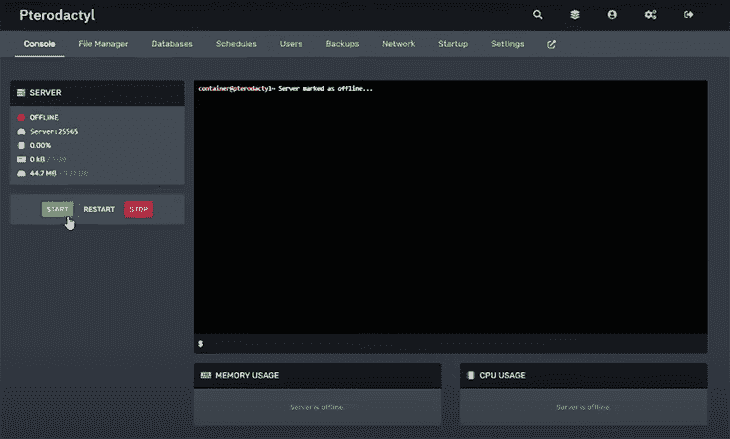 Pterodactyl
Console File Manager Databases Schedules Users Backups Network Startup Settings
SERVER
OFFLINE
Server:25565
0.00%
0 kB
44.7 MB
START RESTART STOP
container@pterodactyl~ Server marked as offline...
$
MEMORY USAGE
Server is offline.
CPU USAGE
Server is offline.